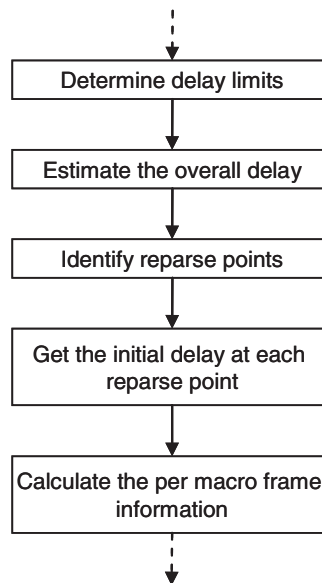 Determine delay limits
Estimate the overall delay
Identify reparse points
Get the initial delay at each
reparse point
Calculate the per macro frame
information